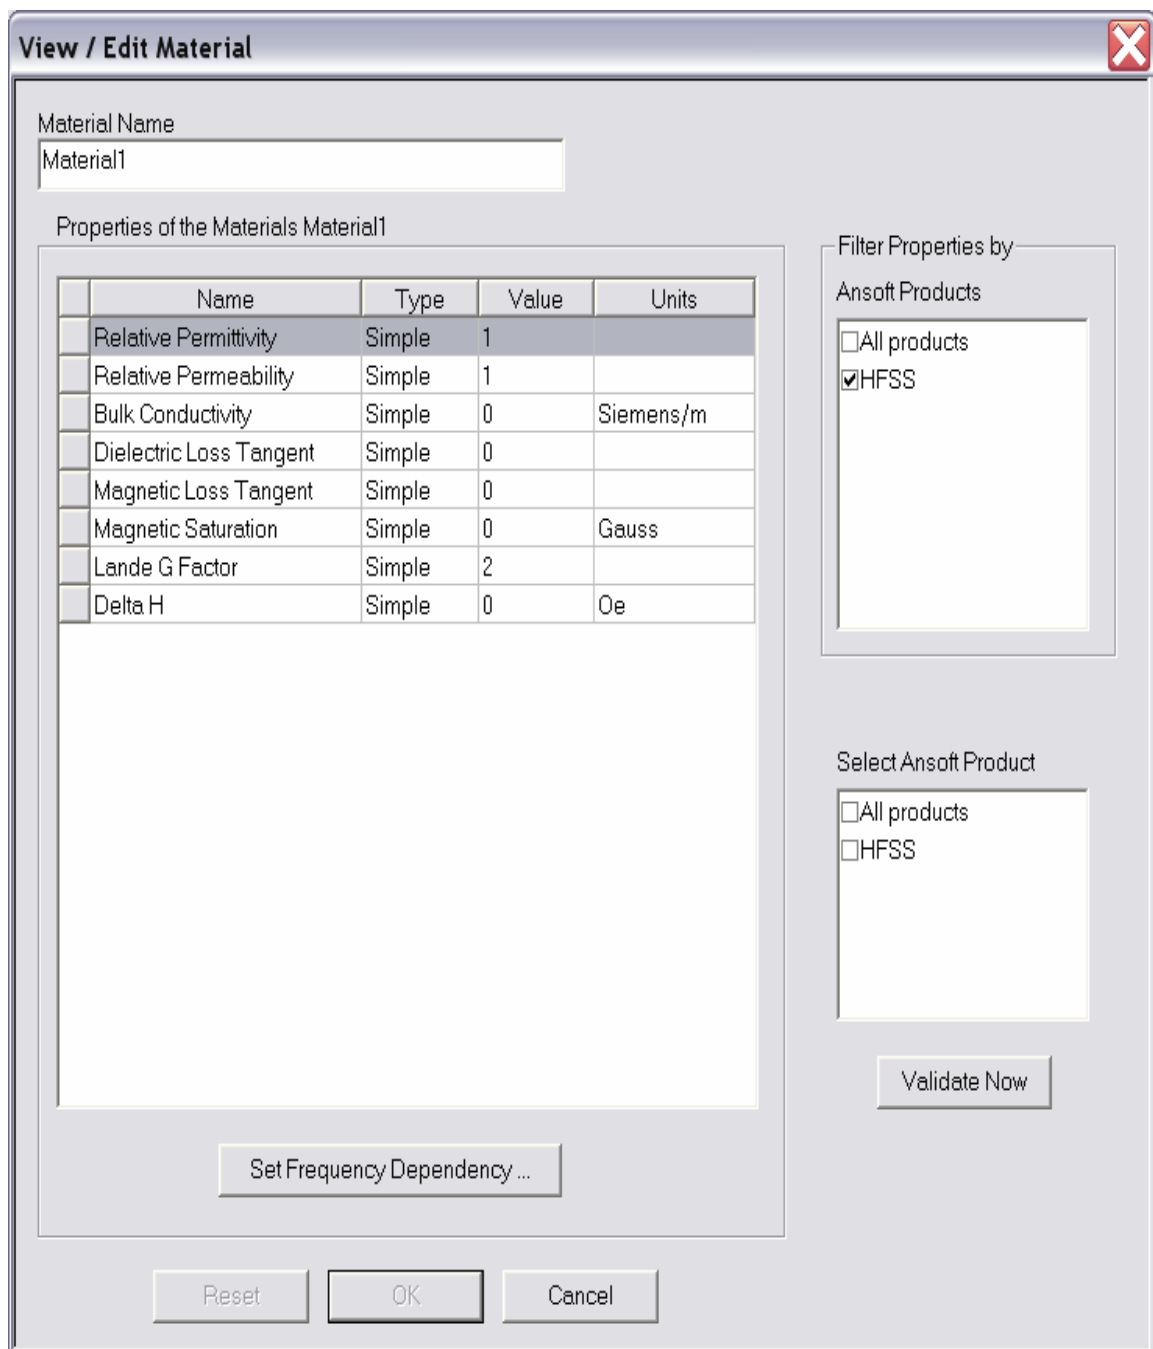 View / Edit Material
Material Name
Material1
Properties of the Materials Material1
Name Type Value Units
Relative Permittivity Simple 1
Relative Permeability Simple 1
Bulk Conductivity Simple 0 Siemens/m
Dielectric Loss Tangent Simple 0
Magnetic Loss Tangent Simple 0
Magnetic Saturation Simple 0 Gauss
Lande G Factor Simple 2
Delta H Simple 0 Oe
Set Frequency Dependency ...
Filter Properties by
Ansoft Products
All products
HFSS
Select Ansoft Product
All products
HFSS
Validate Now
Reset OK Cancel